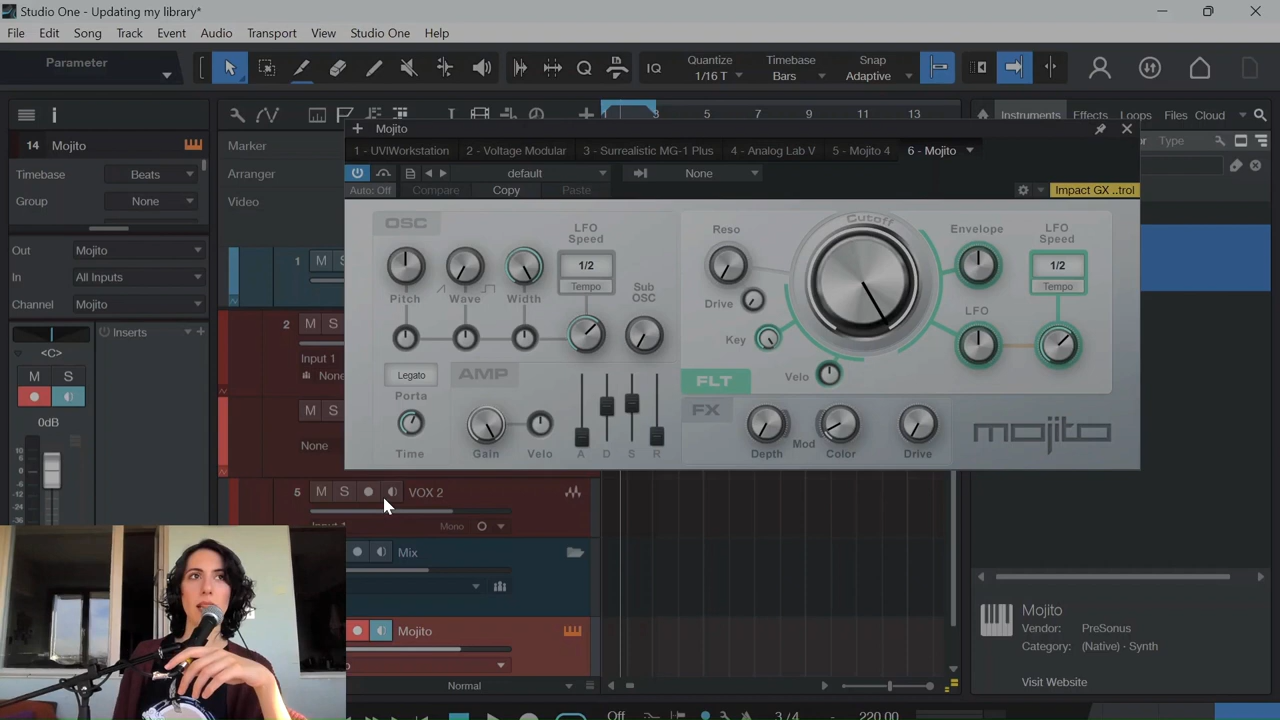 Studio One - Updating my library*
File Edit Song Track Event Audio Transport View Studio One Help
Parameter
IQ
Quantize
1/16 T
Timebase
Bars
Snap
Adaptive
3 5 7 9 11 13
Instruments Effects Loops Files Cloud
14 Mojito
Timebase Beats
Group None
Out Mojito
In All Inputs
Channel Mojito
Inserts
<C>
M S
0dB
10
6
Marker
Arranger
Video
1 M S
2 M S
Input 1
None
M S
None
5 M S VOX 2
Mono
Mix
Mojito
Normal
Mojito
1 - UVIWorkstation 2 - Voltage Modular 3 - Surrealistic MG-1 Plus 4 - Analog Lab V 5 - Mojito 4 6 - Mojito
default None
Auto: Off Compare Copy Paste Impact GX ..trol
OSC
LFO
Speed
1/2
Tempo
Pitch Wave Width
Sub
OSC
Legato
Porta
Time
AMP
Gain Velo A D S R
Reso
Drive
Key
Cutoff
Velo
FLT
Envelope
LFO
LFO
Speed
1/2
Tempo
FX
Depth Mod Color Drive
mojito
Type
Mojito
Vendor: PreSonus
Category: (Native) - Synth
Visit Website
Off 3 / 4 220.00